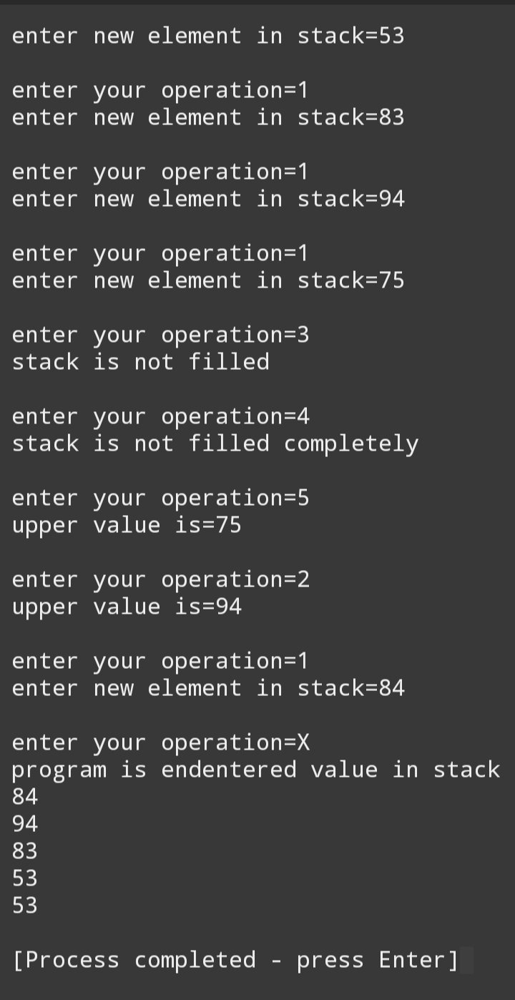 enter new element in stack=53
enter your operation=1
enter new element in stack=83
enter your operation=1
enter new element in stack=94
enter your operation=1
enter new element in stack=75
enter your operation=3
stack is not filled
enter your operation=4
stack is not filled completely
enter your operation=5
upper value is=75
enter your operation=2
upper value is=94
enter your operation=1
enter new element in stack=84
enter your operation=X
program is endentered value in stack
84
94
83
53
53
[Process completed - press Enter]